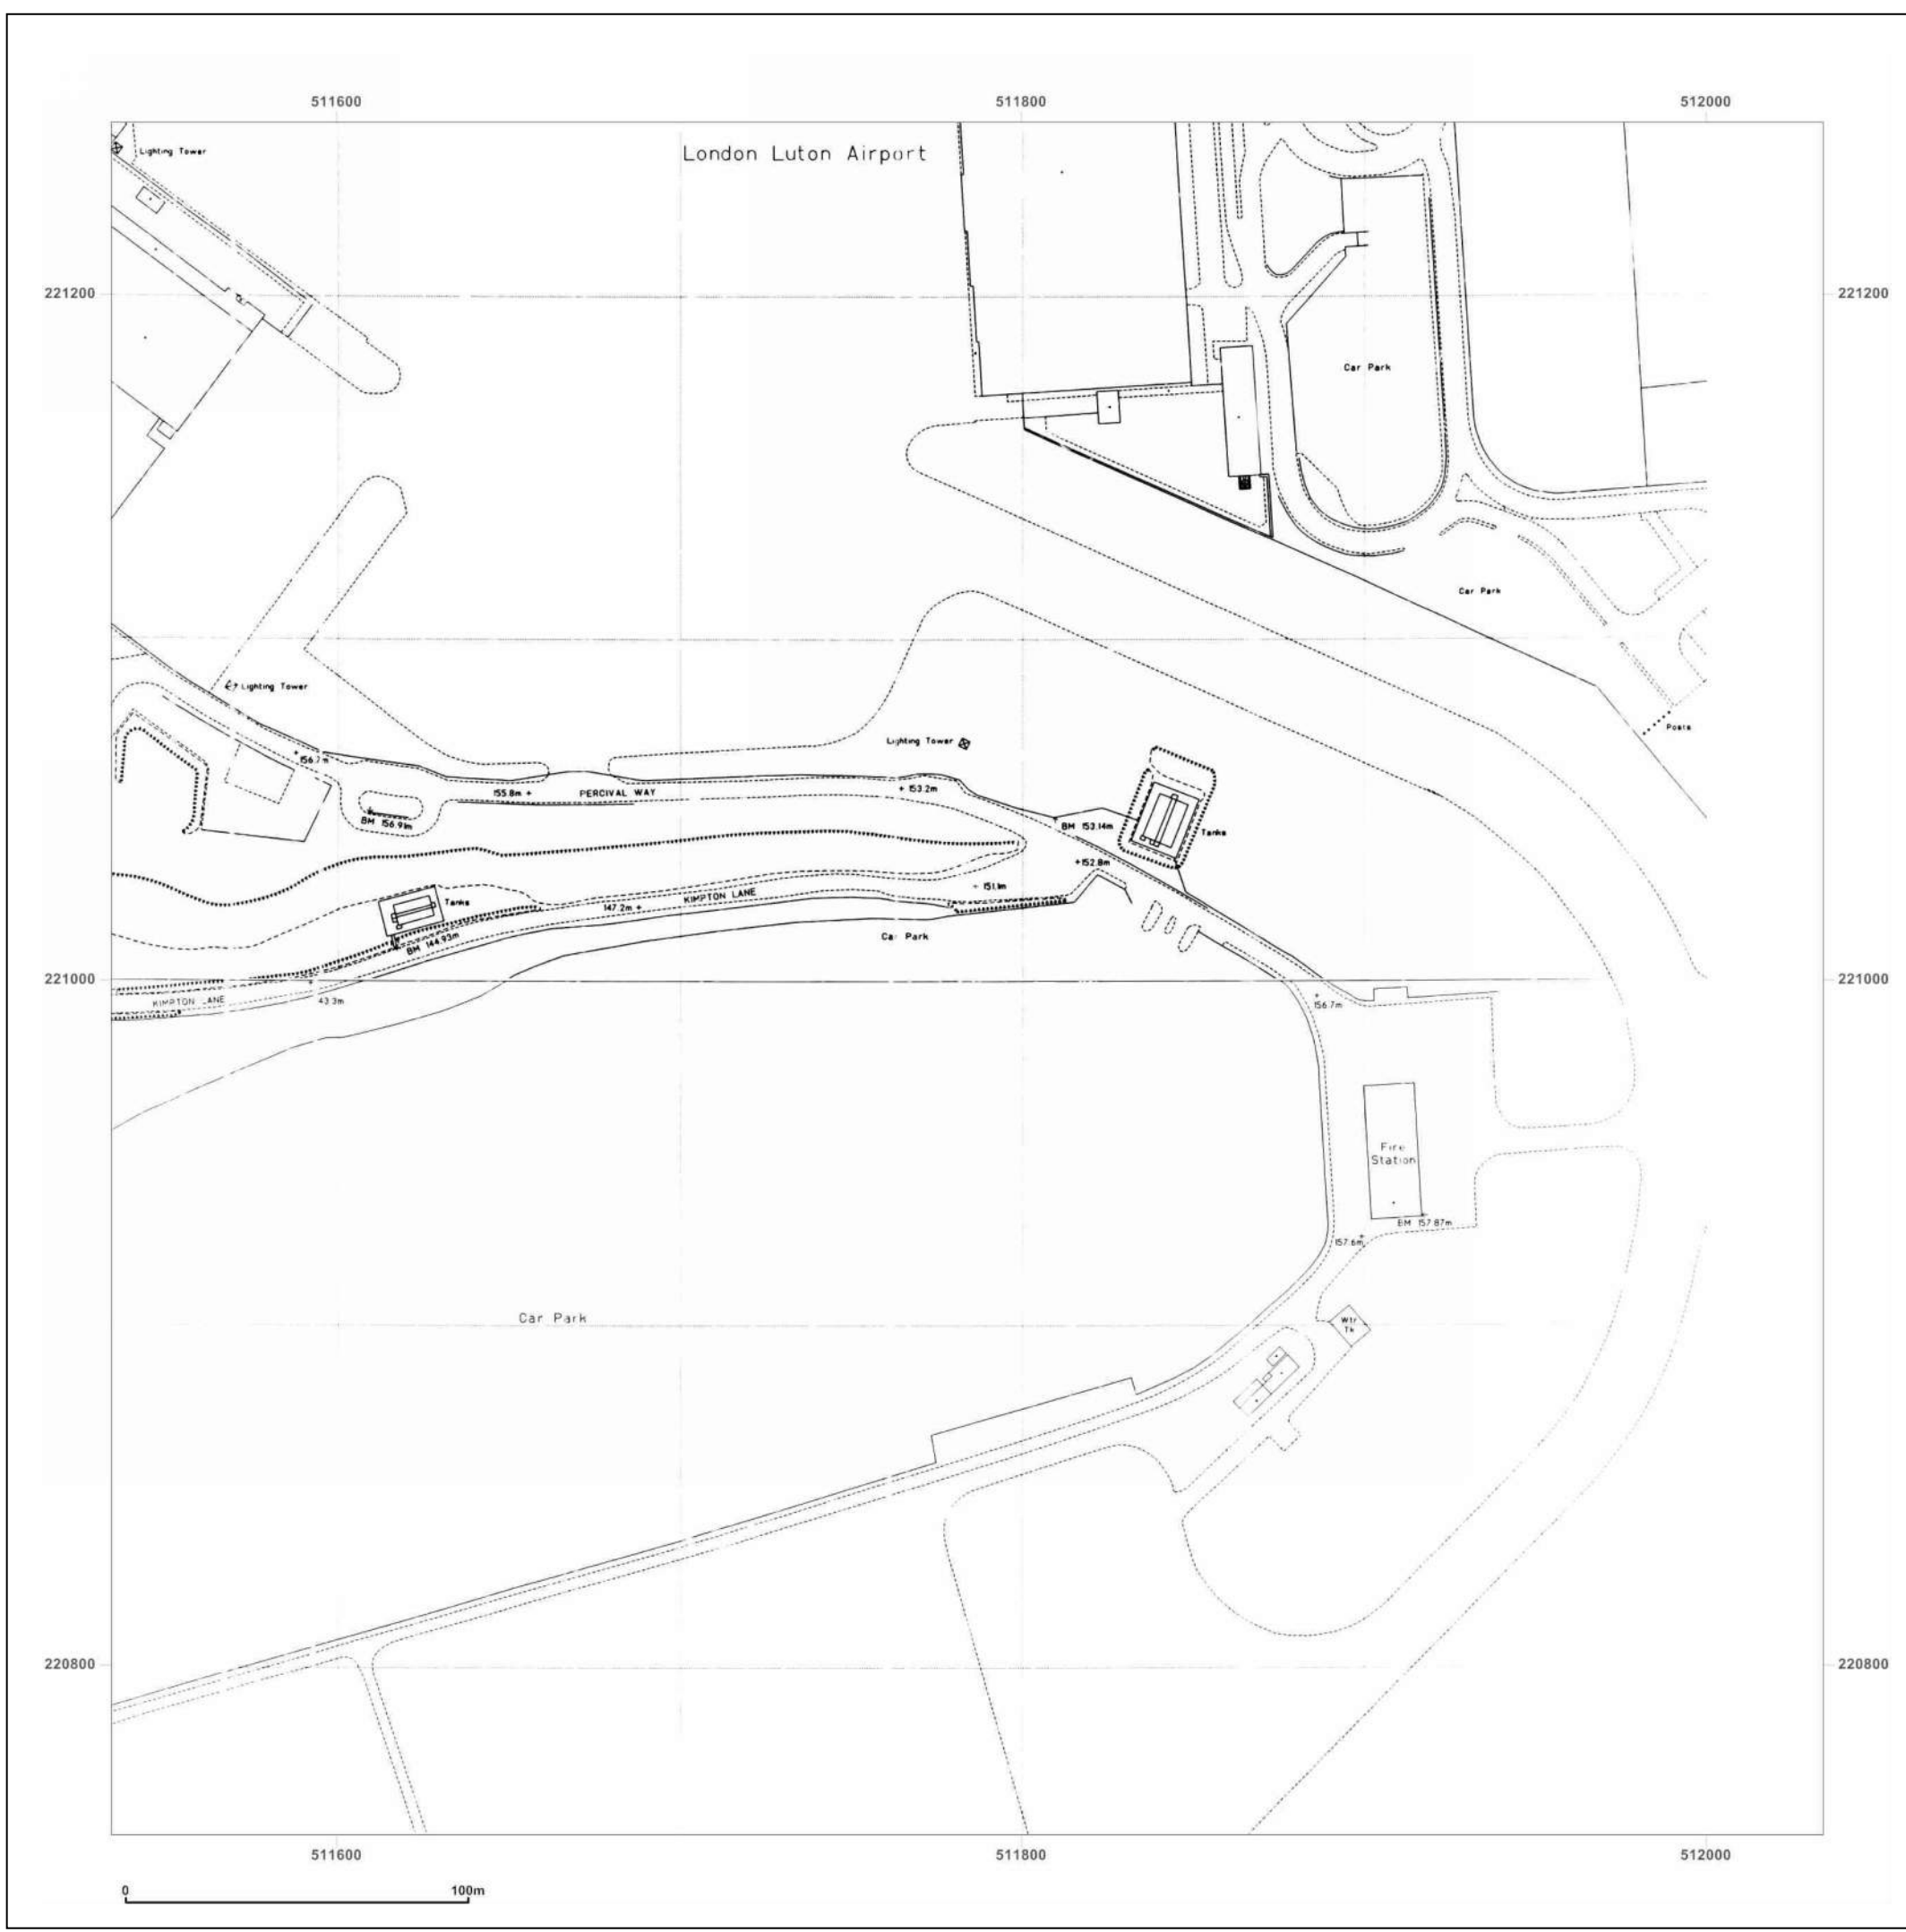 511600
511800
512000
London Luton Airport
Lighting Tower
221200
221200
Car Park
Car Park
Lighting Tower
Posts
Lighting Tower
156.7m
155.8m
PERCIVAL WAY
153.2m
BM 156.91m
BM 153.14m
Tanks
152.8m
151.1m
Tanks
KIMPTON LANE
147.2m
BM 144.93m
Car Park
221000
221000
KIMPTON LANE
43.3m
156.7m
Fire
Station
BM 157.87m
157.6m
Car Park
Wtr
Tk
220800
220800
511600
511800
512000
0
100m